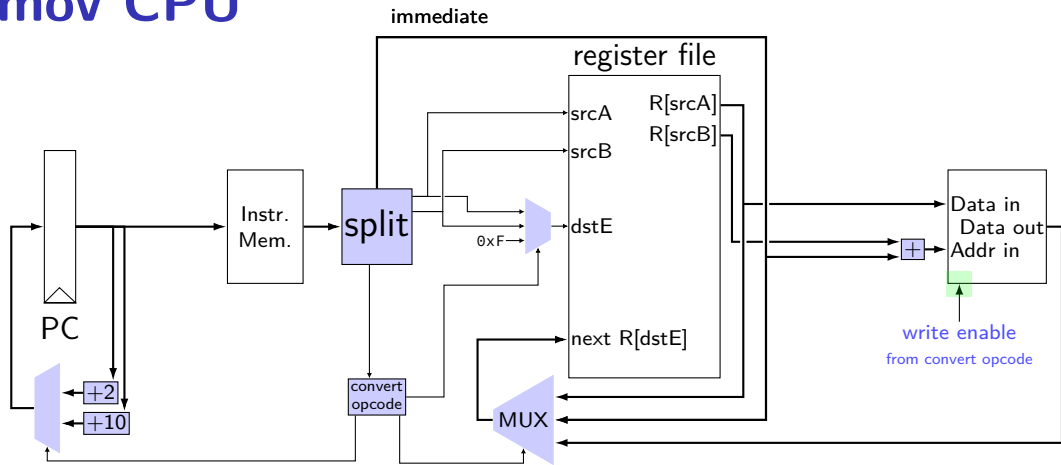 mov CPU
immediate
register file
srcA
R[srcA]
R[srcB]
srcB
Instr.
Mem.
split
0xF
dstE
Data in
Data out
Addr in
+
PC
next R[dstE]
write enable
from convert opcode
+2
+10
convert
opcode
MUX